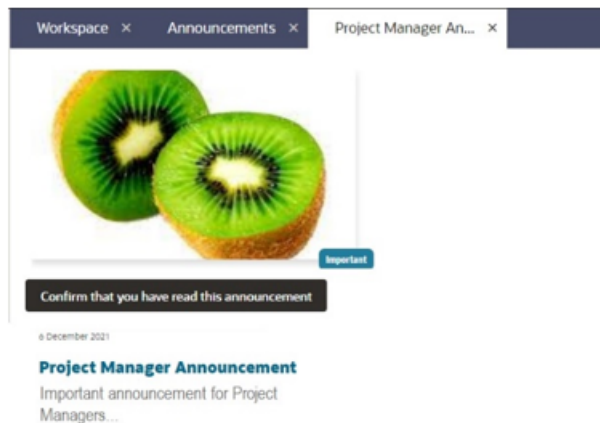 Workspace ×
Announcements ×
Project Manager An... ×
Important
Confirm that you have read this announcement
6 December 2021
Project Manager Announcement
Important announcement for Project
Managers...